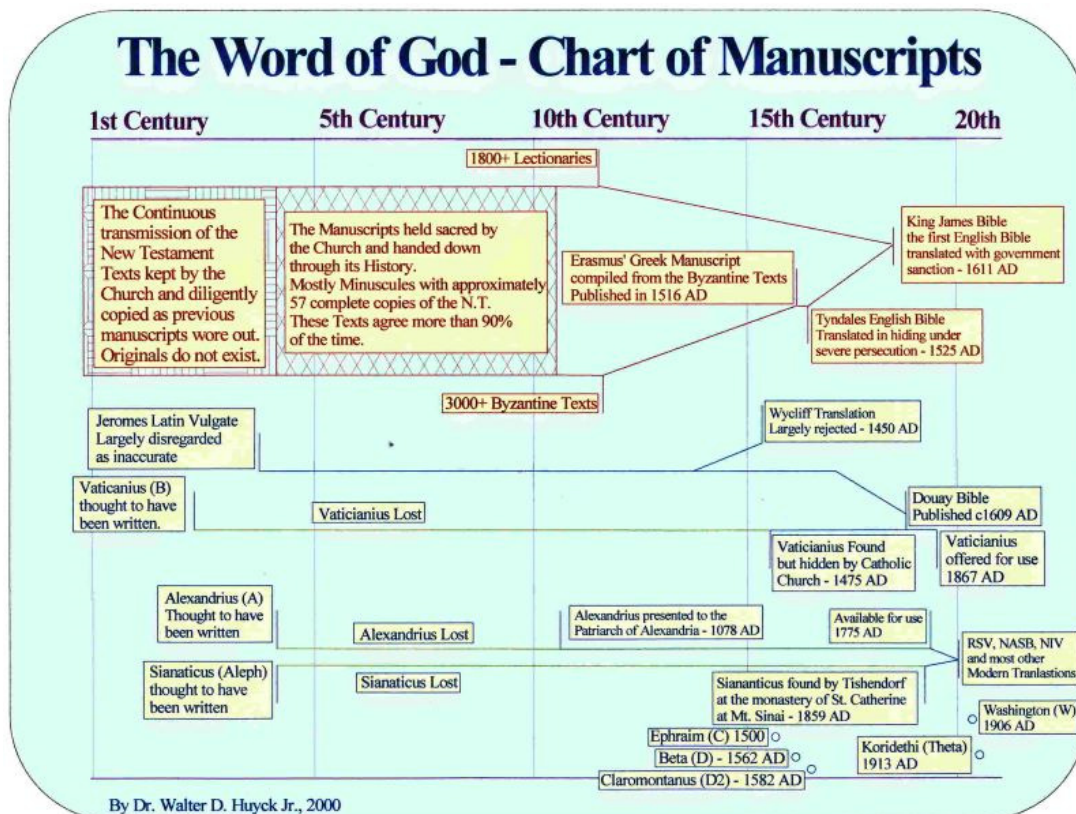 The Word of God - Chart of Manuscripts
1st Century
5th Century
10th Century
15th Century
20th
1800+ Lectionaries
The Continuous
transmission of the
New Testament
Texts kept by the
Church and diligently
copied as previous
manuscripts wore out.
Originals do not exist.
The Manuscripts held sacred by
the Church and handed down
through its History.
Mostly Minuscules with approximately
57 complete copies of the N.T.
These Texts agree more than 90%
of the time.
Erasmus' Greek Manuscript
compiled from the Byzantine Texts
Published in 1516 AD
King James Bible
the first English Bible
translated with government
sanction - 1611 AD
Tyndales English Bible
Translated in hiding under
severe persecution - 1525 AD
3000+ Byzantine Texts
Jeromes Latin Vulgate
Largely disregarded
as inaccurate
Wycliff Translation
Largely rejected - 1450 AD
Vaticanius (B)
thought to have
been written.
Vaticianius Lost
Douay Bible
Published c1609 AD
Vaticianius Found
but hidden by Catholic
Church - 1475 AD
Vaticianius
offered for use
1867 AD
Alexandrius (A)
Thought to have
been written
Alexandrius Lost
Alexandrius presented to the
Patriarch of Alexandria - 1078 AD
Available for use
1775 AD
RSV, NASB, NIV
and most other
Modern Tranlastions
Sianaticus (Aleph)
thought to have
been written
Sianaticus Lost
Siananticus found by Tishendorf
at the monastery of St. Catherine
at Mt. Sinai - 1859 AD
Washington (W)
1906 AD
Ephraim (C) 1500
Beta (D) - 1562 AD
Claromontanus (D2) - 1582 AD
Koridethi (Theta)
1913 AD
By Dr. Walter D. Huyck Jr., 2000